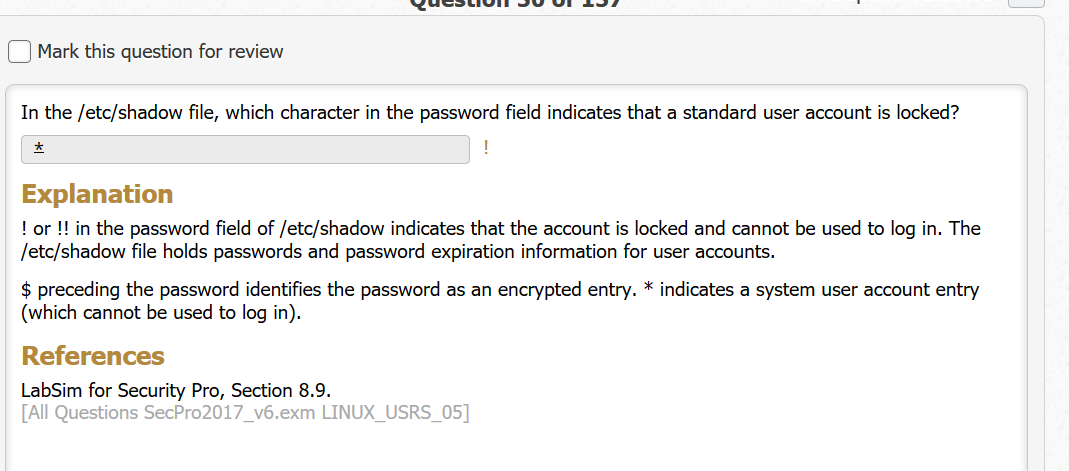 Question 50 of 157
Mark this question for review
In the /etc/shadow file, which character in the password field indicates that a standard user account is locked?
* !
Explanation
! or !! in the password field of /etc/shadow indicates that the account is locked and cannot be used to log in. The
/etc/shadow file holds passwords and password expiration information for user accounts.
$ preceding the password identifies the password as an encrypted entry. * indicates a system user account entry
(which cannot be used to log in).
References
LabSim for Security Pro, Section 8.9.
[All Questions SecPro2017_v6.exm LINUX_USRS_05]